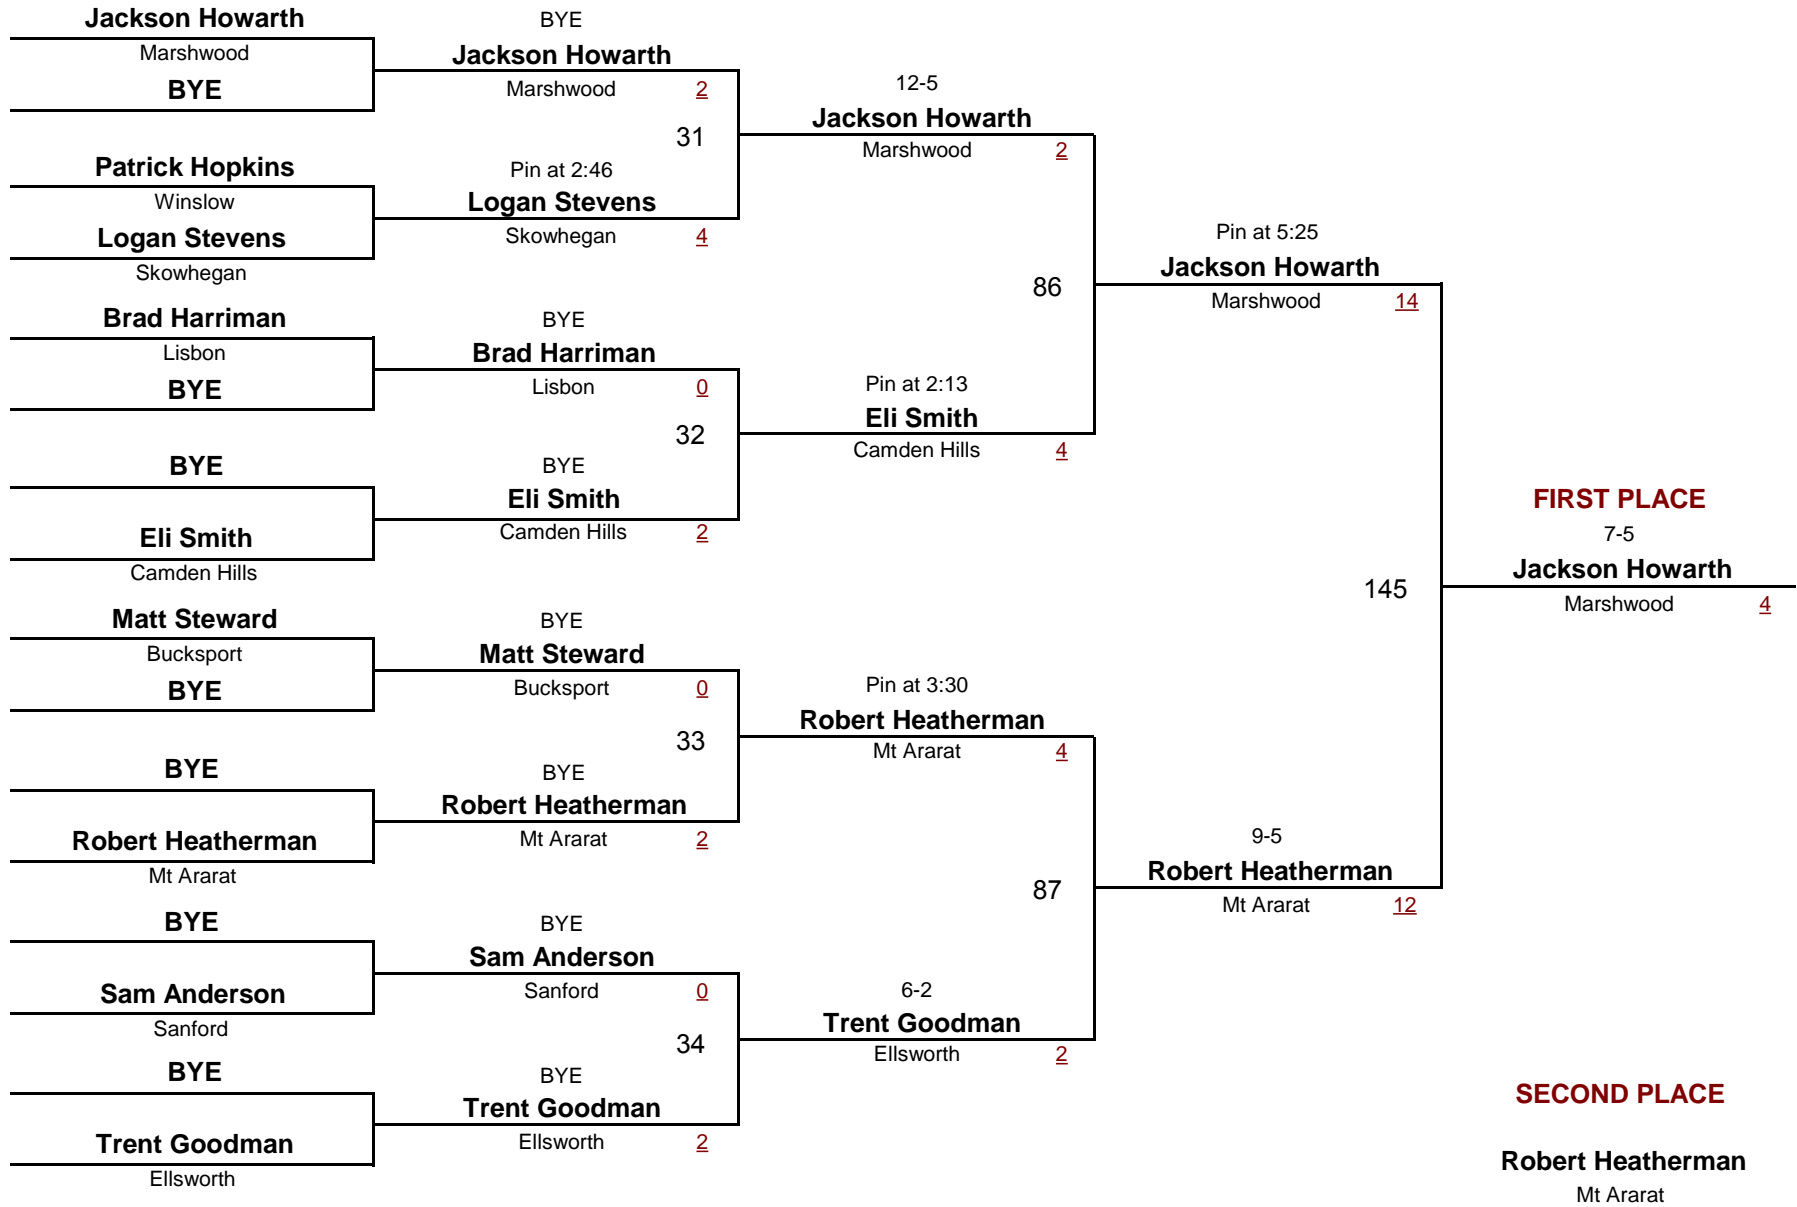 Jackson Howarth
Marshwood
BYE
Patrick Hopkins
Winslow
Logan Stevens
Skowhegan
Brad Harriman
Lisbon
BYE
BYE
Eli Smith
Camden Hills
Matt Steward
Bucksport
BYE
BYE
Robert Heatherman
Mt Ararat
BYE
Sam Anderson
Sanford
BYE
Trent Goodman
Ellsworth
BYE
Jackson Howarth
Marshwood 2
31
Pin at 2:46
Logan Stevens
Skowhegan 4
BYE
Brad Harriman
Lisbon 0
32
BYE
Eli Smith
Camden Hills 2
BYE
Matt Steward
Bucksport 0
33
BYE
Robert Heatherman
Mt Ararat 2
BYE
Sam Anderson
Sanford 0
34
BYE
Trent Goodman
Ellsworth 2
12-5
Jackson Howarth
Marshwood 2
86
Pin at 2:13
Eli Smith
Camden Hills 4
Pin at 3:30
Robert Heatherman
Mt Ararat 4
87
6-2
Trent Goodman
Ellsworth 2
Pin at 5:25
Jackson Howarth
Marshwood 14
145
9-5
Robert Heatherman
Mt Ararat 12
FIRST PLACE
7-5
Jackson Howarth
Marshwood 4
SECOND PLACE
Robert Heatherman
Mt Ararat